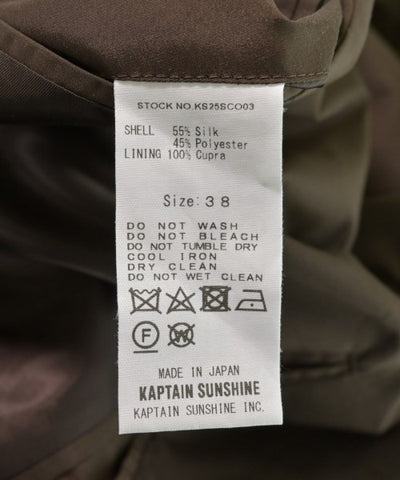 STOCK NO.KS25SCO03
SHELL 55% Silk
45% Polyester
LINING 100% Cupra
Size: 38
DO NOT WASH
DO NOT BLEACH
DO NOT TUMBLE DRY
COOL IRON
DRY CLEAN
DO NOT WET CLEAN
F W
MADE IN JAPAN
KAPTAIN SUNSHINE
KAPTAIN SUNSHINE INC.